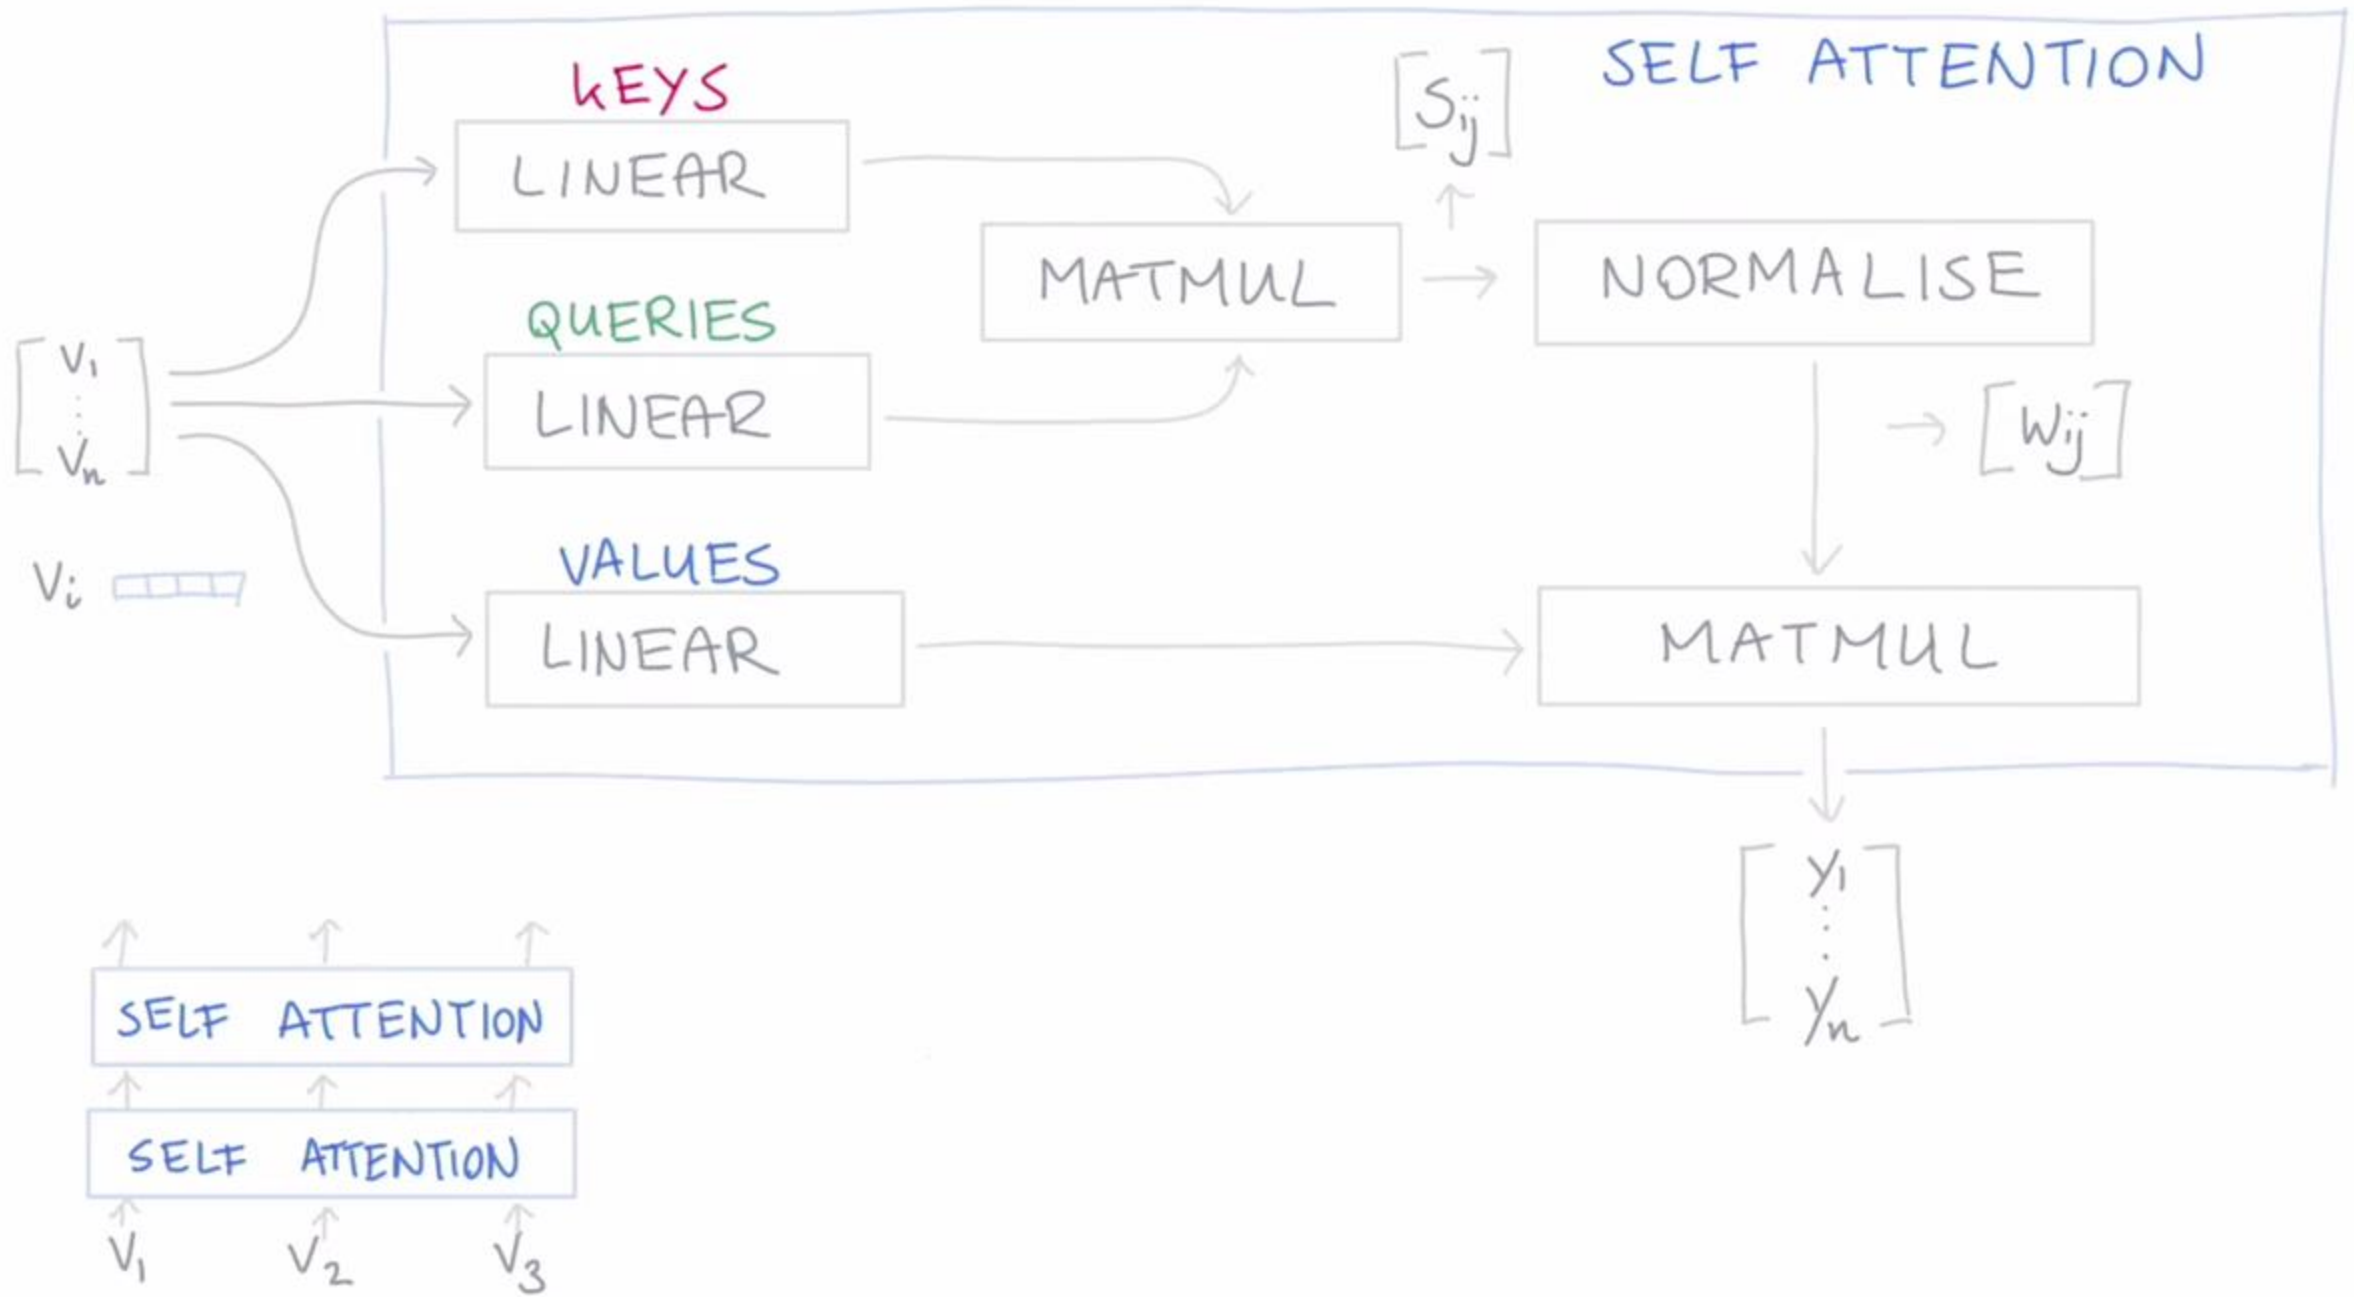 SELF ATTENTION
KEYS
LINEAR
[Sij]
MATMUL
NORMALISE
QUERIES
LINEAR
V1
⋮
Vn
[Wij]
Vi
VALUES
LINEAR
MATMUL
y1
⋮
yn
SELF ATTENTION
SELF ATTENTION
V1 V2 V3